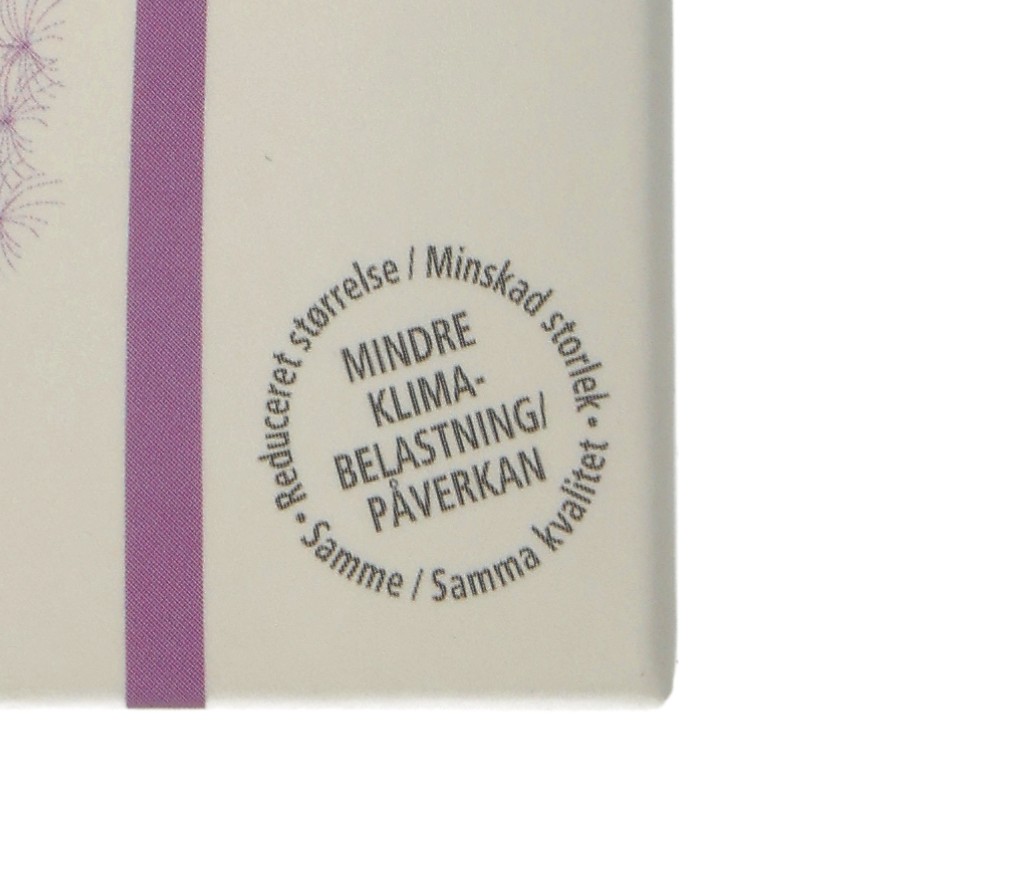 Reduceret størrelse / Minskad storlek •
Samme / Samma kvalitet •
MINDRE
KLIMA-
BELASTNING/
PÅVERKAN